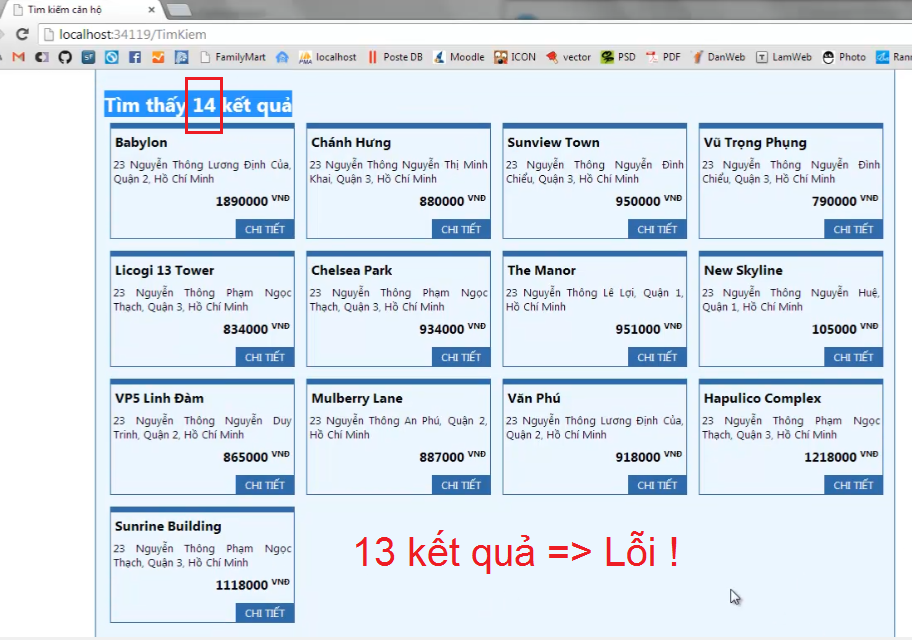 Tìm kiếm căn hộ
localhost:34119/TimKiem
FamilyMart localhost Poste DB Moodle ICON vector PSD PDF DanWeb LamWeb Photo
Tìm thấy 14 kết quả
Babylon
23 Nguyễn Thông Lương Định Của,
Quận 2, Hồ Chí Minh
1890000 VNĐ
CHI TIẾT
Chánh Hưng
23 Nguyễn Thông Nguyễn Thị Minh
Khai, Quận 3, Hồ Chí Minh
880000 VNĐ
CHI TIẾT
Sunview Town
23 Nguyễn Thông Nguyễn Đình
Chiểu, Quận 3, Hồ Chí Minh
950000 VNĐ
CHI TIẾT
Vũ Trọng Phụng
23 Nguyễn Thông Nguyễn Đình
Chiểu, Quận 3, Hồ Chí Minh
790000 VNĐ
CHI TIẾT
Licogi 13 Tower
23 Nguyễn Thông Phạm Ngọc
Thạch, Quận 3, Hồ Chí Minh
834000 VNĐ
CHI TIẾT
Chelsea Park
23 Nguyễn Thông Phạm Ngọc
Thạch, Quận 3, Hồ Chí Minh
934000 VNĐ
CHI TIẾT
The Manor
23 Nguyễn Thông Lê Lợi, Quận 1,
Hồ Chí Minh
951000 VNĐ
CHI TIẾT
New Skyline
23 Nguyễn Thông Nguyễn Huệ,
Quận 1, Hồ Chí Minh
105000 VNĐ
CHI TIẾT
VP5 Linh Đàm
23 Nguyễn Thông Nguyễn Duy
Trinh, Quận 2, Hồ Chí Minh
865000 VNĐ
CHI TIẾT
Mulberry Lane
23 Nguyễn Thông An Phú, Quận 2,
Hồ Chí Minh
887000 VNĐ
CHI TIẾT
Văn Phú
23 Nguyễn Thông Lương Định Của,
Quận 2, Hồ Chí Minh
918000 VNĐ
CHI TIẾT
Hapulico Complex
23 Nguyễn Thông Phạm Ngọc
Thạch, Quận 3, Hồ Chí Minh
1218000 VNĐ
CHI TIẾT
Sunrine Building
23 Nguyễn Thông Phạm Ngọc
Thạch, Quận 3, Hồ Chí Minh
1118000 VNĐ
CHI TIẾT
13 kết quả => Lỗi !